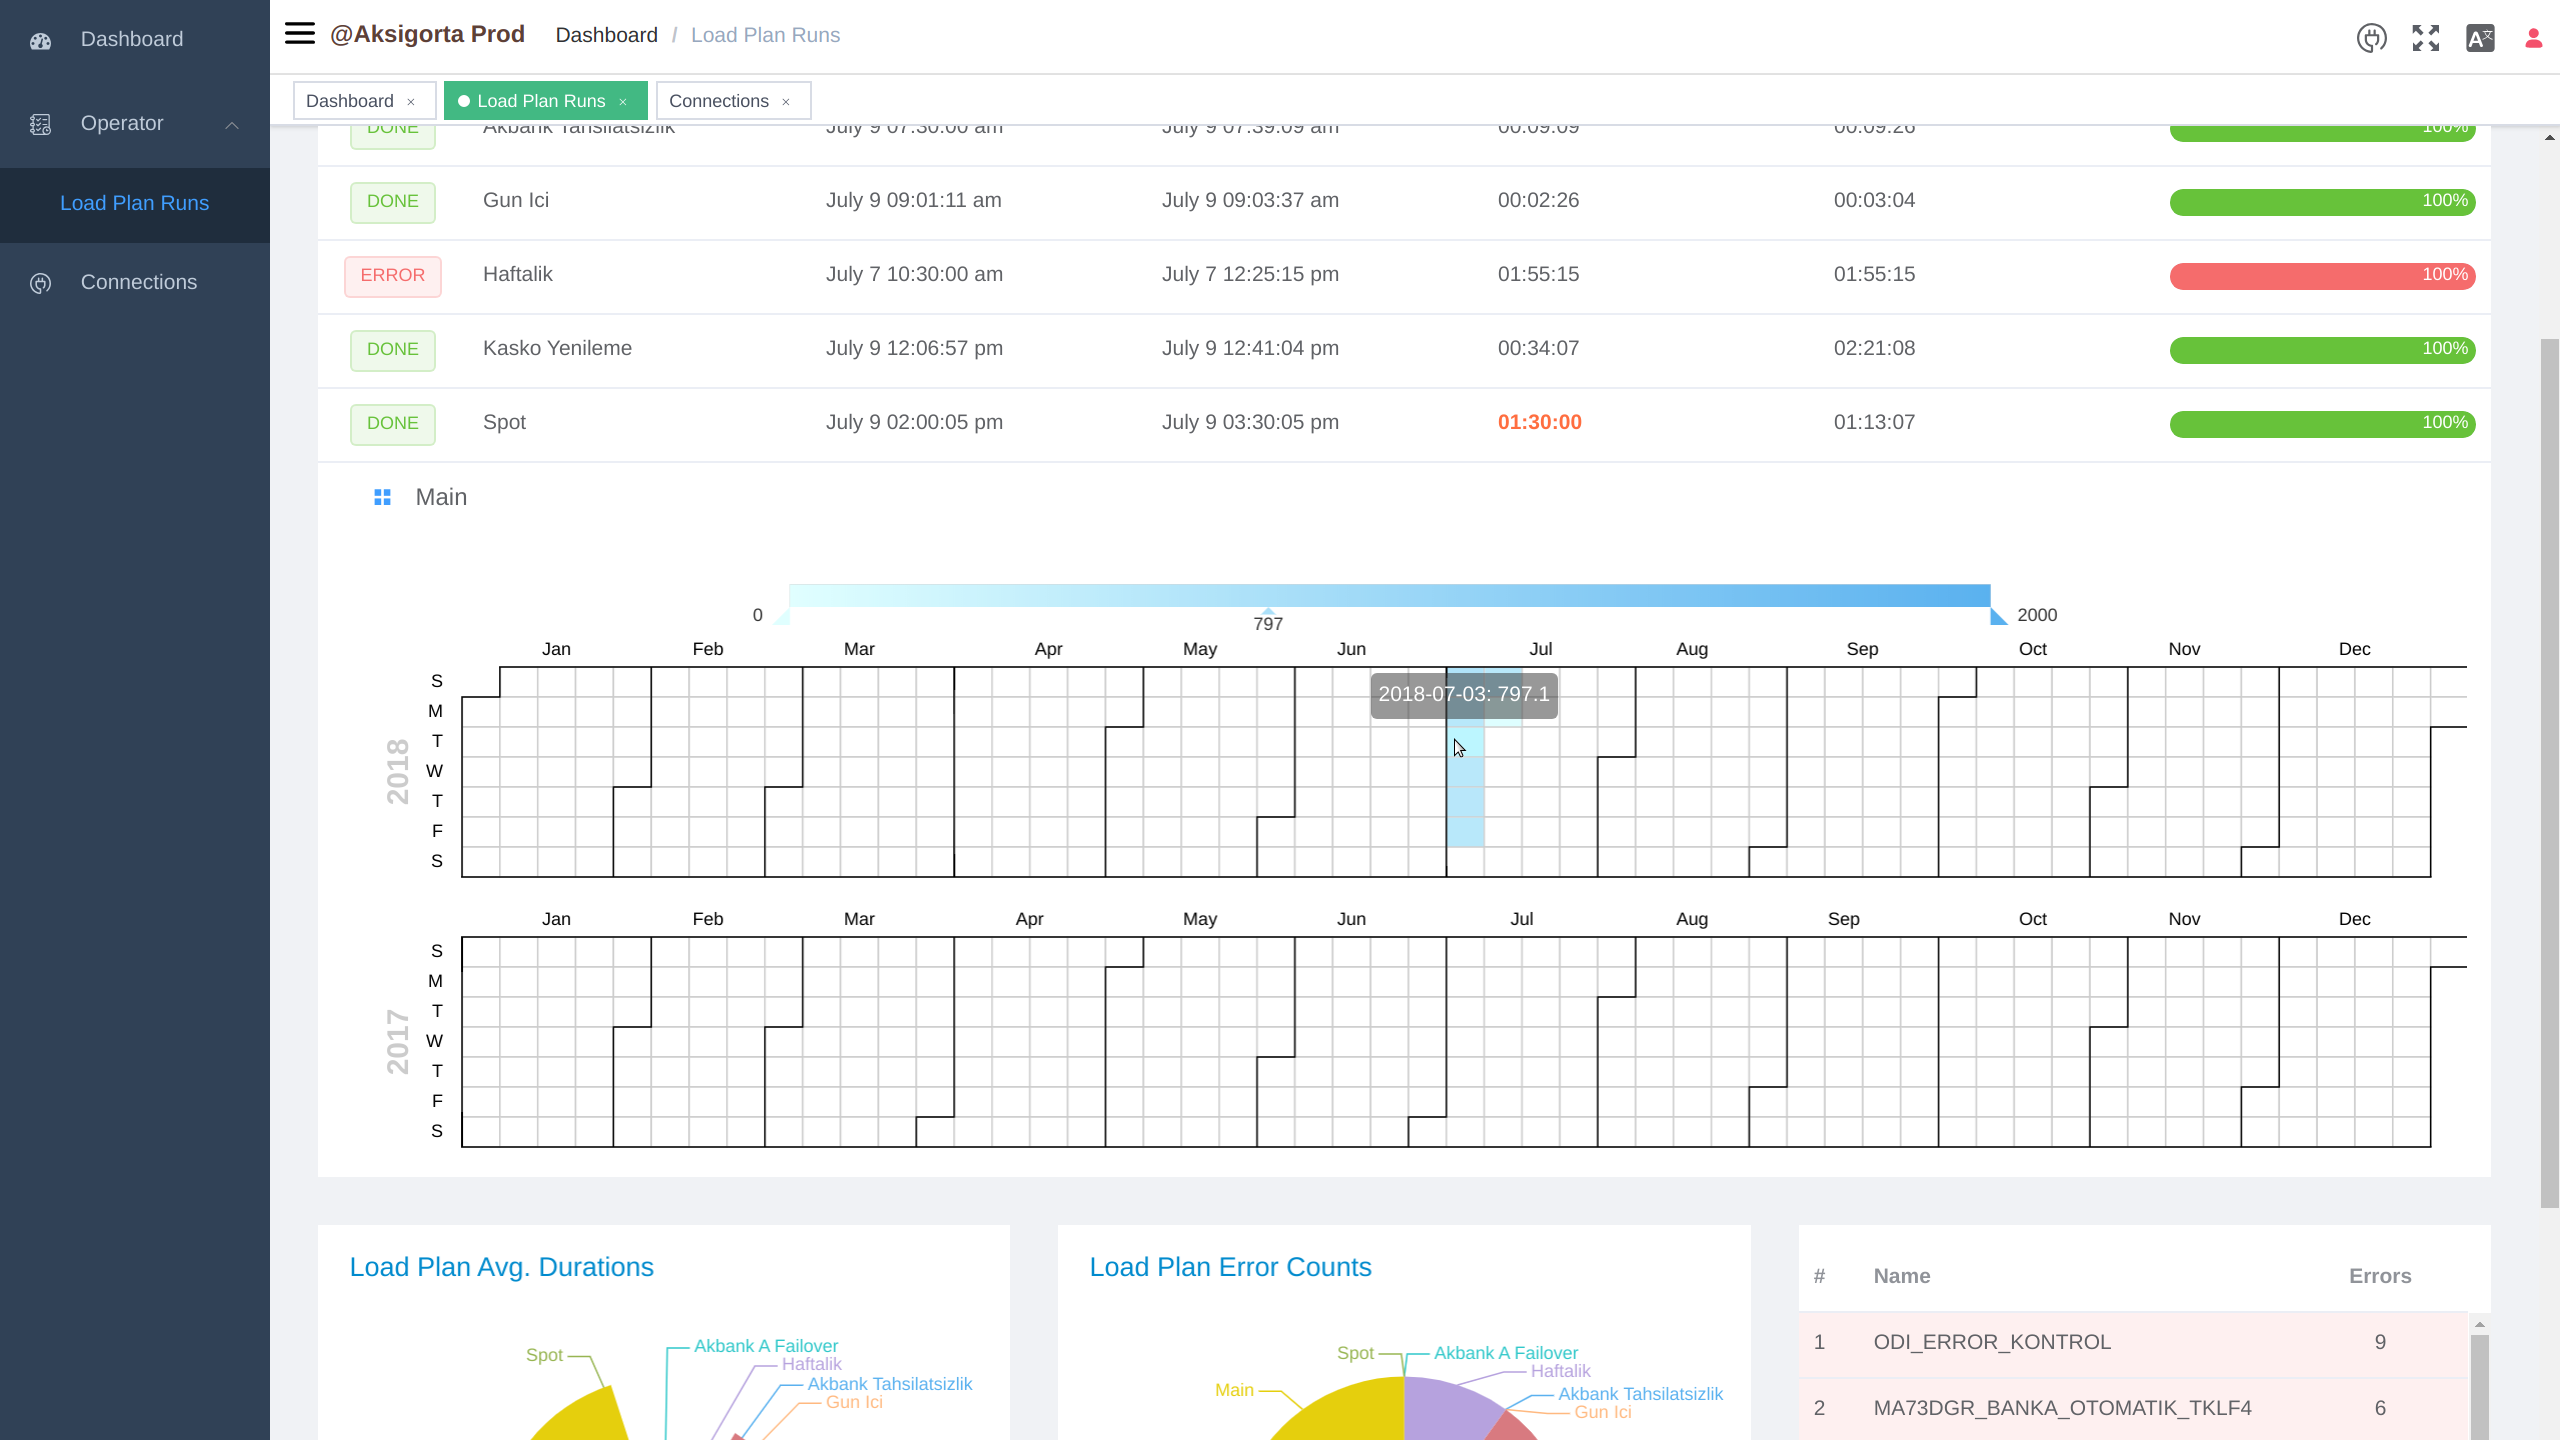 Dashboard
Operator
Load Plan Runs
Connections
@Aksigorta Prod Dashboard / Load Plan Runs
Dashboard × Load Plan Runs × Connections ×
DONE Akbank Tahsilatsizlik July 9 07:30:00 am July 9 07:39:09 am 00:09:09 00:09:26 100%
DONE Gun Ici July 9 09:01:11 am July 9 09:03:37 am 00:02:26 00:03:04 100%
ERROR Haftalik July 7 10:30:00 am July 7 12:25:15 pm 01:55:15 01:55:15 100%
DONE Kasko Yenileme July 9 12:06:57 pm July 9 12:41:04 pm 00:34:07 02:21:08 100%
DONE Spot July 9 02:00:05 pm July 9 03:30:05 pm 01:30:00 01:13:07 100%
Main
0 797 2000
Jan Feb Mar Apr May Jun Jul Aug Sep Oct Nov Dec
2018
S
M
T
W
T
F
S
2018-07-03: 797.1
Jan Feb Mar Apr May Jun Jul Aug Sep Oct Nov Dec
2017
S
M
T
W
T
F
S
Load Plan Avg. Durations
Spot
Akbank A Failover
Haftalik
Akbank Tahsilatsizlik
Gun Ici
Load Plan Error Counts
Spot
Akbank A Failover
Haftalik
Main
Akbank Tahsilatsizlik
Gun Ici
# Name Errors
1 ODI_ERROR_KONTROL 9
2 MA73DGR_BANKA_OTOMATIK_TKLF4 6